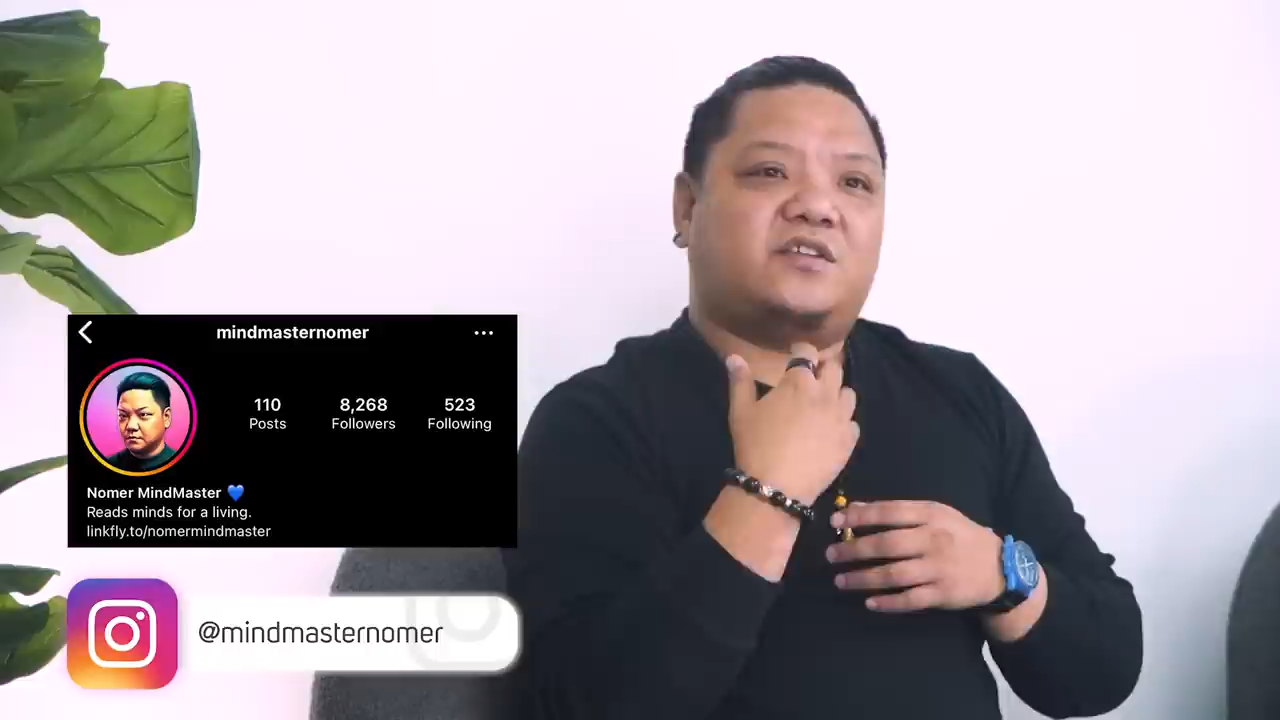 mindmasternomer
110 8,268 523
Posts Followers Following
Nomer MindMaster 💙
Reads minds for a living.
linkfly.to/nomermindmaster
@mindmasternomer